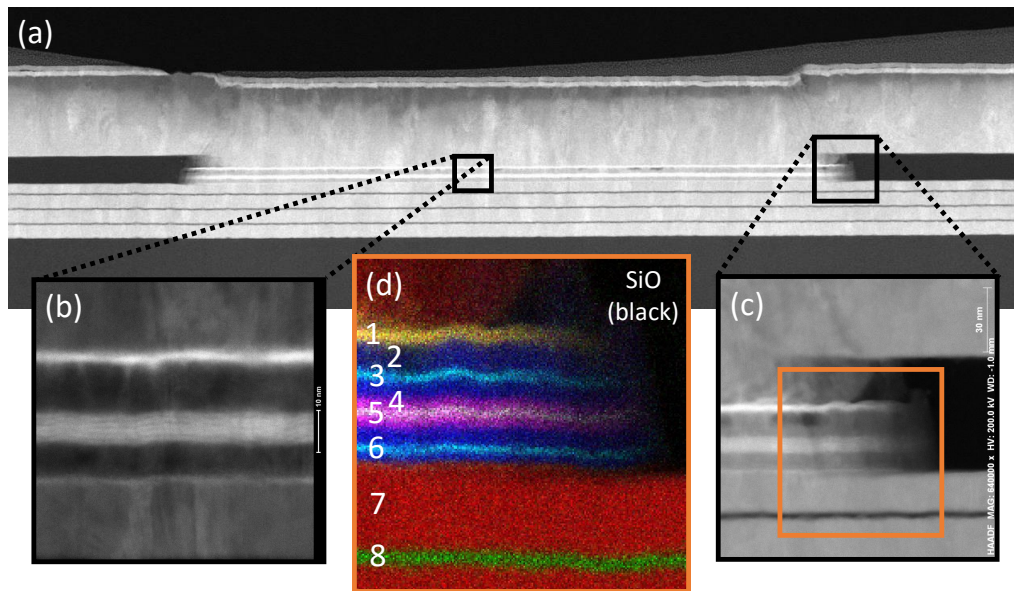 (a)
(b)
10 nm
(d)
SiO
(black)
1
2
3
4
5
6
7
8
(c)
30 nm
HAADF MAG: 640000 x HV: 200.0 kV WD: -1.0 mm